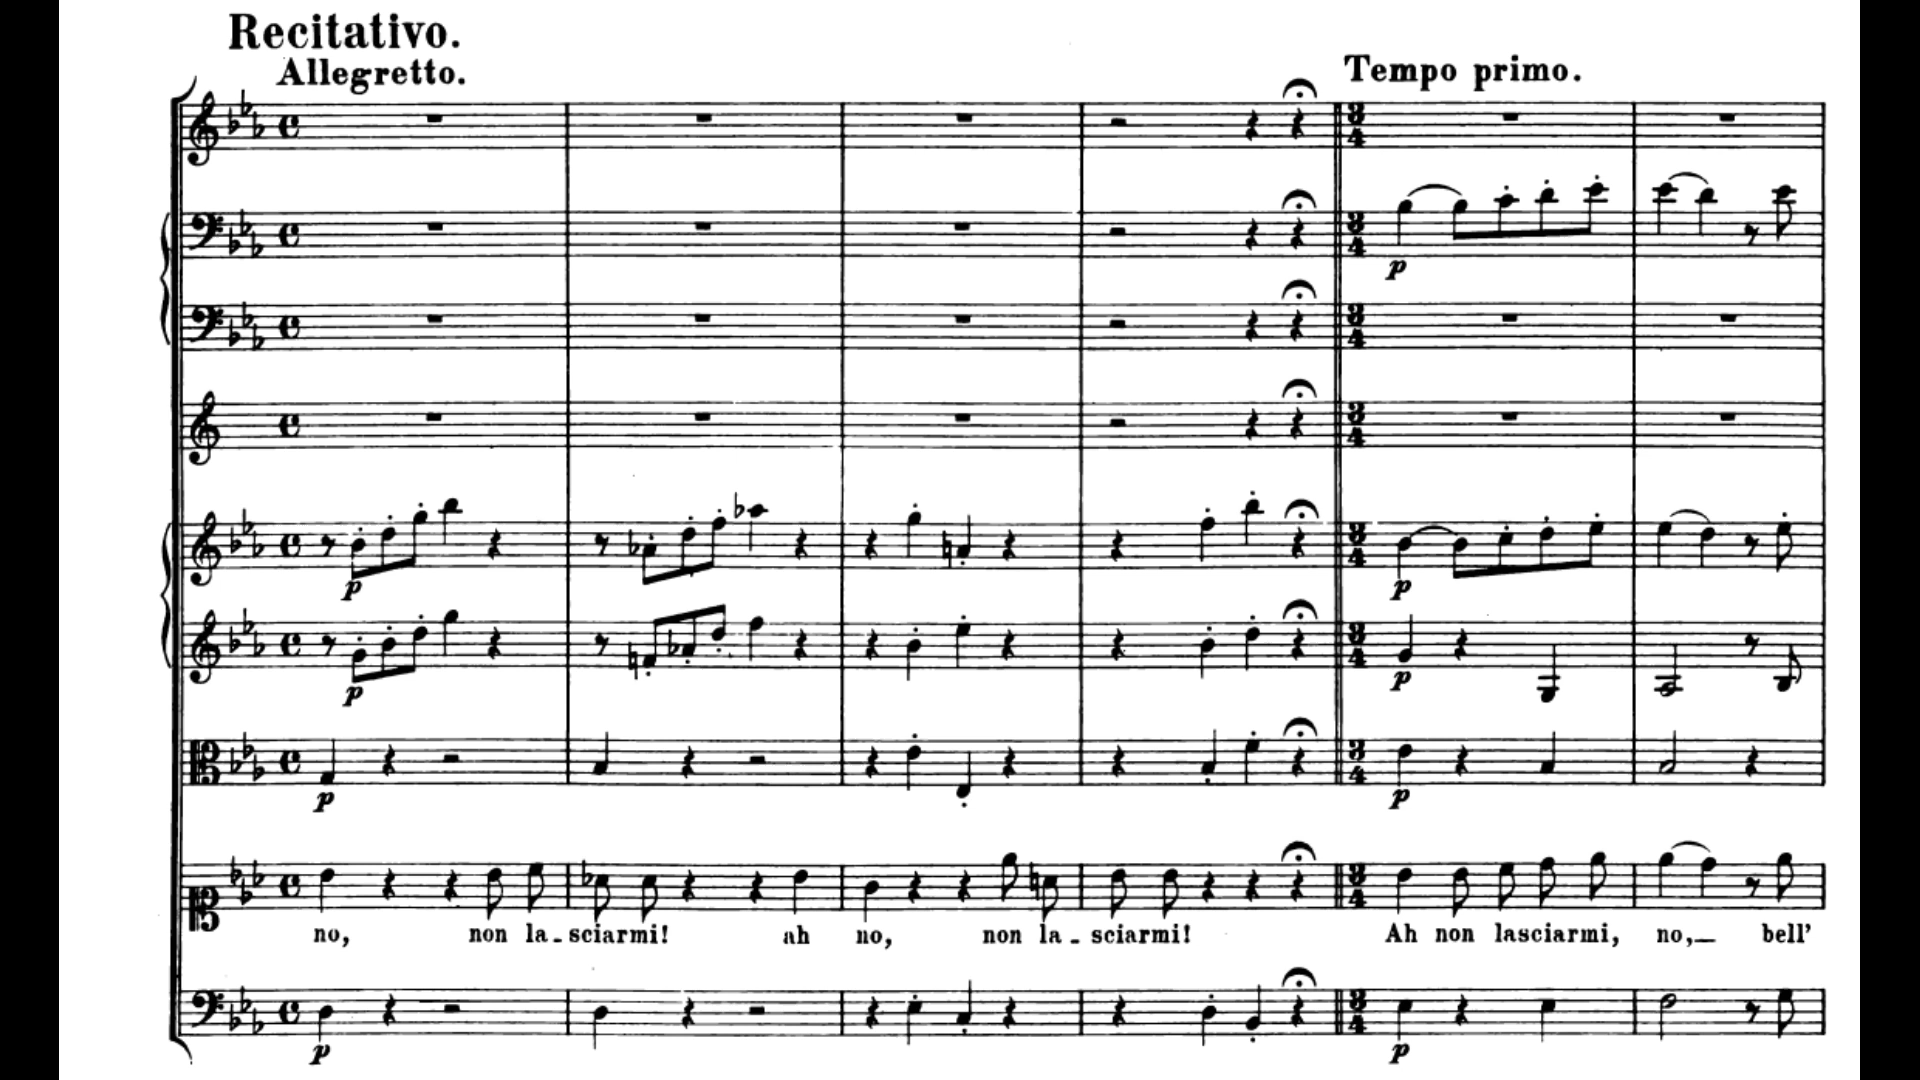 Recitativo.
Allegretto.
Tempo primo.
p
p
p
p
p
p
p
no, non la-sciarmi! ah no, non la-sciarmi! Ah non lasciarmi, no,— bell'
p
p